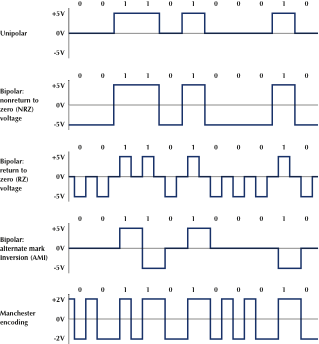 0 0 1 1 0 1 0 0 0 1 0
+5V
Unipolar
0V
-5V
0 0 1 1 0 1 0 0 0 1 0
+5V
Bipolar:
nonreturn to
zero (NRZ)
voltage
0V
-5V
0 0 1 1 0 1 0 0 0 1 0
+5V
Bipolar:
return to
zero (RZ)
voltage
0V
-5V
0 0 1 1 0 1 0 0 0 1 0
+5V
Bipolar:
alternate mark
Inversion (AMI)
0V
-5V
0 0 1 1 0 1 0 0 0 1 0
+2V
Manchester
encoding
0V
-2V